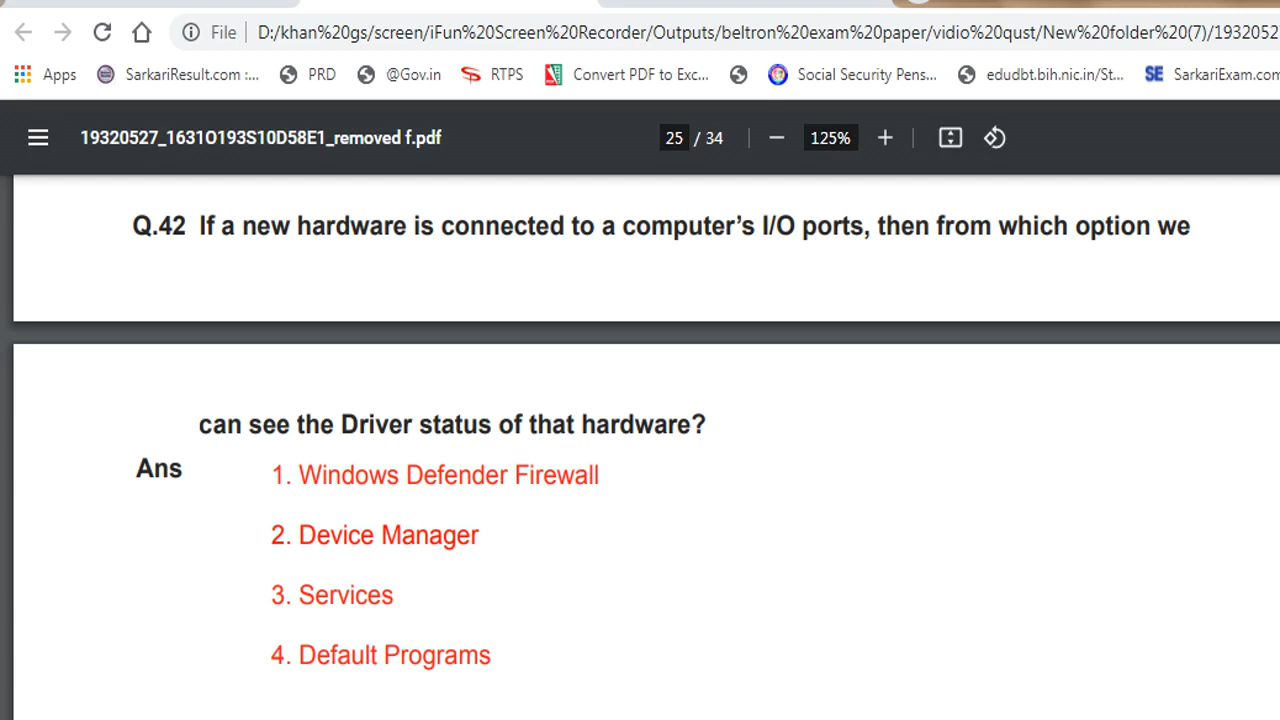 File D:/khan%20gs/screen/iFun%20Screen%20Recorder/Outputs/beltron%20exam%20paper/vidio%20qust/New%20folder%20(7)/1932052
Apps SarkariResult.com :... PRD @Gov.in RTPS Convert PDF to Exc... Social Security Pens... edudbt.bih.nic.in/St... SE SarkariExam.com
19320527_1631O193S10D58E1_removed f.pdf 25 / 34 125%
Q.42 If a new hardware is connected to a computer’s I/O ports, then from which option we
can see the Driver status of that hardware?
Ans 1. Windows Defender Firewall
2. Device Manager
3. Services
4. Default Programs